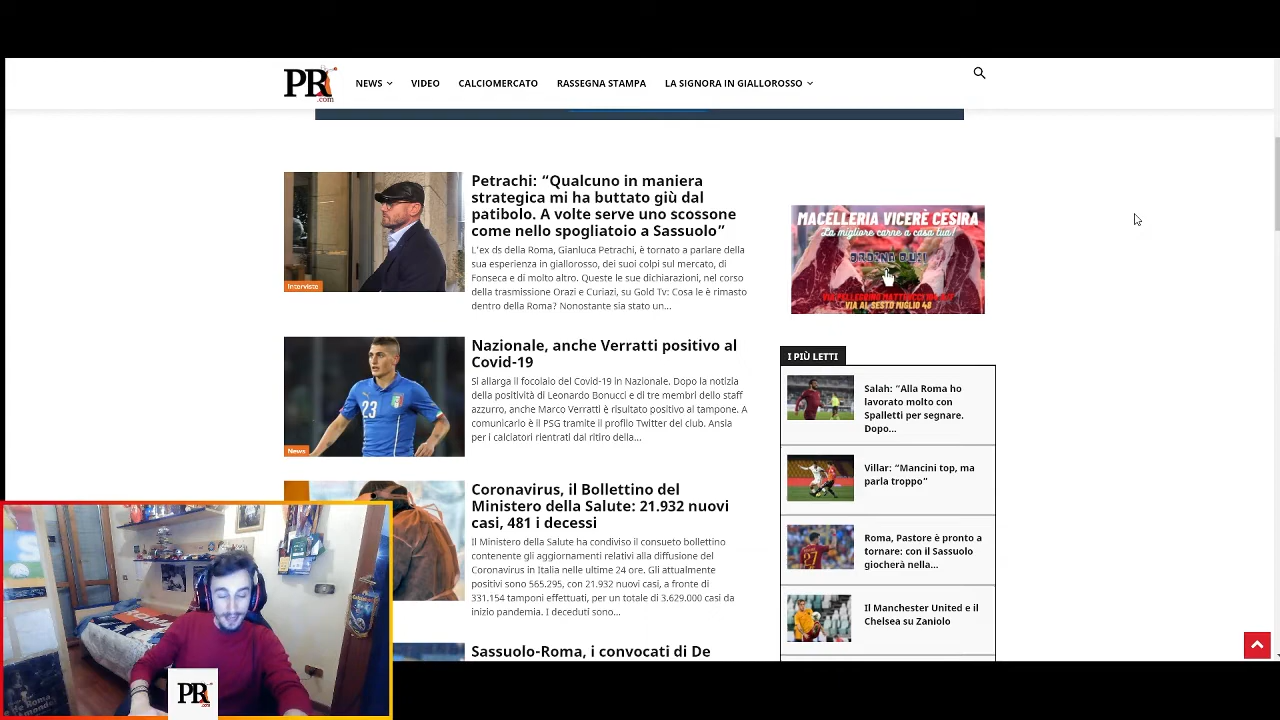 PR
.com
NEWS
VIDEO
CALCIOMERCATO
RASSEGNA STAMPA
LA SIGNORA IN GIALLOROSSO
Petrachi: “Qualcuno in maniera
strategica mi ha buttato giù dal
patibolo. A volte serve uno scossone
come nello spogliatoio a Sassuolo”
L'ex ds della Roma, Gianluca Petrachi, è tornato a parlare della
sua esperienza in giallorosso, dei suoi colpi sul mercato, di
Fonseca e di molto altro. Queste le sue dichiarazioni, nel corso
della trasmissione Orazi e Curiazi, su Gold Tv: Cosa le è rimasto
dentro della Roma? Nonostante sia stato un...
Interviste
Nazionale, anche Verratti positivo al
Covid-19
Si allarga il focolaio del Covid-19 in Nazionale. Dopo la notizia
della positività di Leonardo Bonucci e di tre membri dello staff
azzurro, anche Marco Verratti è risultato positivo al tampone. A
comunicarlo è il PSG tramite il profilo Twitter del club. Ansia
per i calciatori rientrati dal ritiro della...
23
News
Coronavirus, il Bollettino del
Ministero della Salute: 21.932 nuovi
casi, 481 i decessi
Il Ministero della Salute ha condiviso il consueto bollettino
contenente gli aggiornamenti relativi alla diffusione del
Coronavirus in Italia nelle ultime 24 ore. Gli attualmente
positivi sono 565.295, con 21.932 nuovi casi, a fronte di
331.154 tamponi effettuati, per un totale di 3.629.000 casi da
inizio pandemia. I deceduti sono...
Sassuolo-Roma, i convocati di De
MACELLERIA VICERÈ CESIRA
La migliore carne a casa tua!
ORDINA QUI!
VIA AL SESTO MIGLIO 48
I PIÙ LETTI
Salah: “Alla Roma ho
lavorato molto con
Spalletti per segnare.
Dopo...
Villar: “Mancini top, ma
parla troppo”
Roma, Pastore è pronto a
tornare: con il Sassuolo
giocherà nella...
27
Il Manchester United e il
Chelsea su Zaniolo
PR
.com